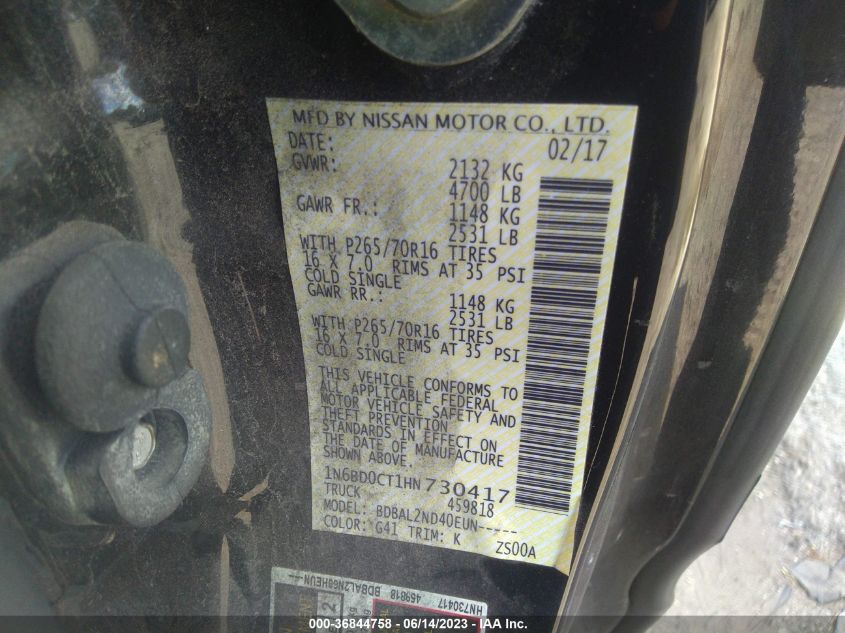 MFD BY NISSAN MOTOR CO., LTD.
DATE: 02/17
GVWR: 2132 KG
4700 LB
GAWR FR.: 1148 KG
2531 LB
WITH P265/70R16 TIRES
16 X 7.0 RIMS AT 35 PSI
COLD SINGLE
GAWR RR.: 1148 KG
2531 LB
WITH P265/70R16 TIRES
16 X 7.0 RIMS AT 35 PSI
COLD SINGLE
THIS VEHICLE CONFORMS TO
ALL APPLICABLE FEDERAL
MOTOR VEHICLE SAFETY AND
THEFT PREVENTION
STANDARDS IN EFFECT ON
THE DATE OF MANUFACTURE
SHOWN ABOVE.
1N6BD0CT1HN730417
TRUCK 459818
MODEL: BDBAL2ND40EUN-----
COLOR: G41 TRIM: K ZS00A
HN730417 459818 BDBAL2N68HEUN--
000-36844758 - 06/14/2023 - IAA Inc.